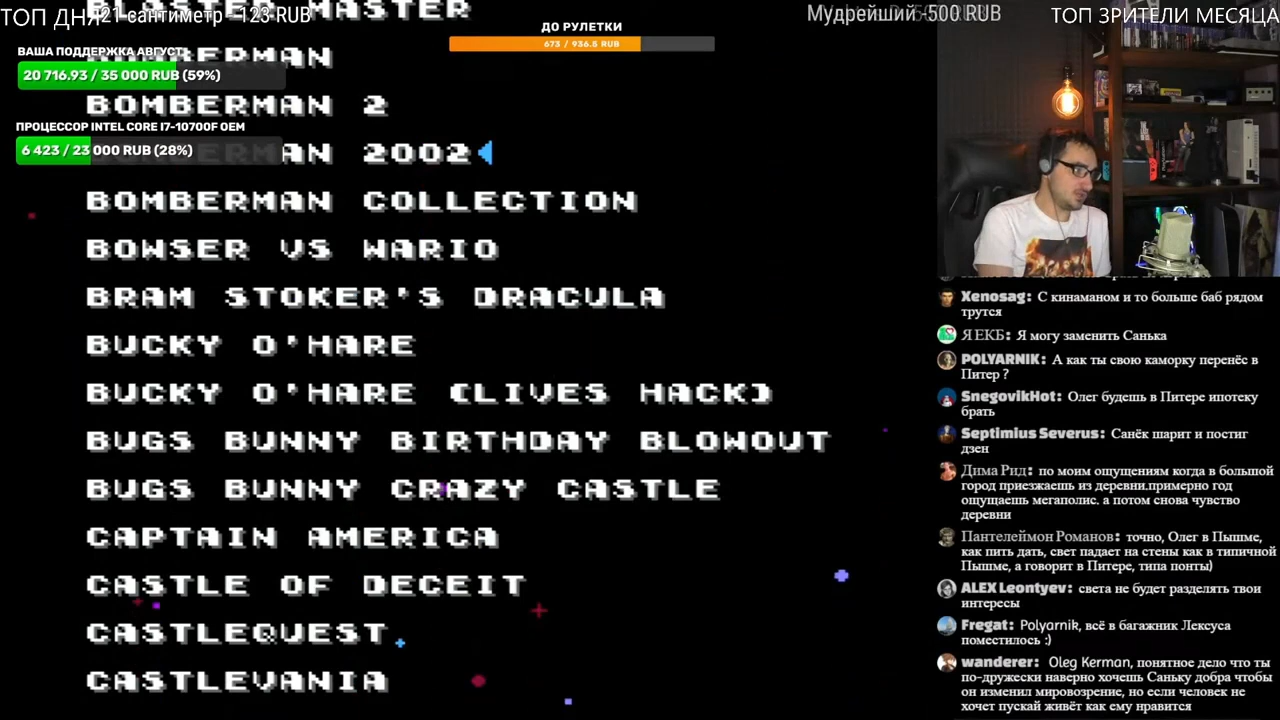 BLASTER MASTER
ТОП ДНЯ
21 сантиметр - 123 RUB
ДО РУЛЕТКИ
673 / 936.5 RUB
Мудрейший -500 RUB
ТОП ЗРИТЕЛИ МЕСЯЦА
ВАША ПОДДЕРЖКА АВГУСТ
20 716.93 / 35 000 RUB (59%)
BOMBERMAN
BOMBERMAN 2
ПРОЦЕССОР INTEL CORE I7-10700F OEM
6 423 / 23 000 RUB (28%)
BOMBERMAN 2002
BOMBERMAN COLLECTION
BOWSER VS WARIO
BRAM STOKER'S DRACULA
BUCKY O'HARE
BUCKY O'HARE (LIVES HACK)
BUGS BUNNY BIRTHDAY BLOWOUT
BUGS BUNNY CRAZY CASTLE
CAPTAIN AMERICA
CASTLE OF DECEIT
CASTLEQUEST
CASTLEVANIA
Xenosag: С кинаманом и то больше баб рядом
трутся
Я ЕКБ: Я могу заменить Санька
POLYARNIK: А как ты свою каморку перенёс в
Питер ?
SnegovikHot: Олег будешь в Питере ипотеку
брать
Septimius Severus: Санёк шарит и постиг
дзен
Дима Рид: по моим ощущениям когда в большой
город приезжаешь из деревни.примерно год
ощущаешь мегаполис. а потом снова чувство
деревни
Пантелеймон Романов: точно, Олег в Пышме,
как пить дать, свет падает на стены как в типичной
Пышме, а говорит в Питере, типа понты)
ALEX Leontyev: света не будет разделять твои
интересы
Fregat: Polyarnik, всё в багажник Лексуса
поместилось :)
wanderer: Oleg Kerman, понятное дело что ты
по-дружески наверно хочешь Саньку добра чтобы
он изменил мировозрение, но если человек не
хочет пускай живёт как ему нравится